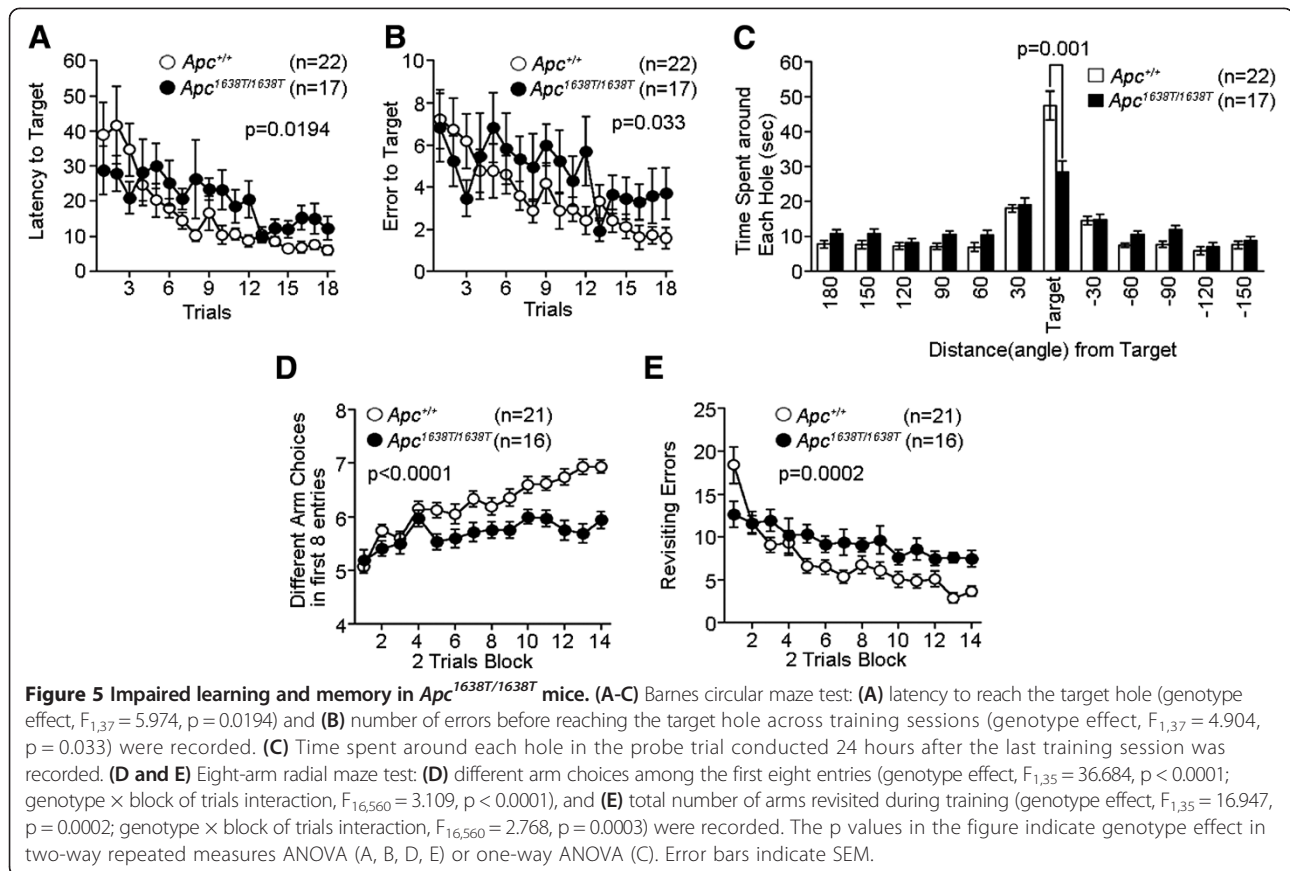 A
Apc+/+ (n=22)
Apc1638T/1638T (n=17)
p=0.0194
Latency to Target
60
50
40
30
20
10
0
3 6 9 12 15 18
Trials
B
Apc+/+ (n=22)
Apc1638T/1638T (n=17)
p=0.033
Error to Target
10
8
6
4
2
0
3 6 9 12 15 18
Trials
C
p=0.001
Apc+/+ (n=22)
Apc1638T/1638T (n=17)
Time Spent around
Each Hole (sec)
60
50
40
30
20
10
0
180 150 120 90 60 30 Target -30 -60 -90 -120 -150
Distance(angle) from Target
D
Apc+/+ (n=21)
Apc1638T/1638T (n=16)
p<0.0001
Different Arm Choices
in first 8 entries
8
7
6
5
4
2 4 6 8 10 12 14
2 Trials Block
E
Apc+/+ (n=21)
Apc1638T/1638T (n=16)
p=0.0002
Revisiting Errors
25
20
15
10
5
0
2 4 6 8 10 12 14
2 Trials Block
Figure 5 Impaired learning and memory in Apc1638T/1638T mice. (A-C) Barnes circular maze test: (A) latency to reach the target hole (genotype
effect, F1,37 = 5.974, p = 0.0194) and (B) number of errors before reaching the target hole across training sessions (genotype effect, F1,37 = 4.904,
p = 0.033) were recorded. (C) Time spent around each hole in the probe trial conducted 24 hours after the last training session was
recorded. (D and E) Eight-arm radial maze test: (D) different arm choices among the first eight entries (genotype effect, F1,35 = 36.684, p < 0.0001;
genotype × block of trials interaction, F16,560 = 3.109, p < 0.0001), and (E) total number of arms revisited during training (genotype effect, F1,35 = 16.947,
p = 0.0002; genotype × block of trials interaction, F16,560 = 2.768, p = 0.0003) were recorded. The p values in the figure indicate genotype effect in
two-way repeated measures ANOVA (A, B, D, E) or one-way ANOVA (C). Error bars indicate SEM.